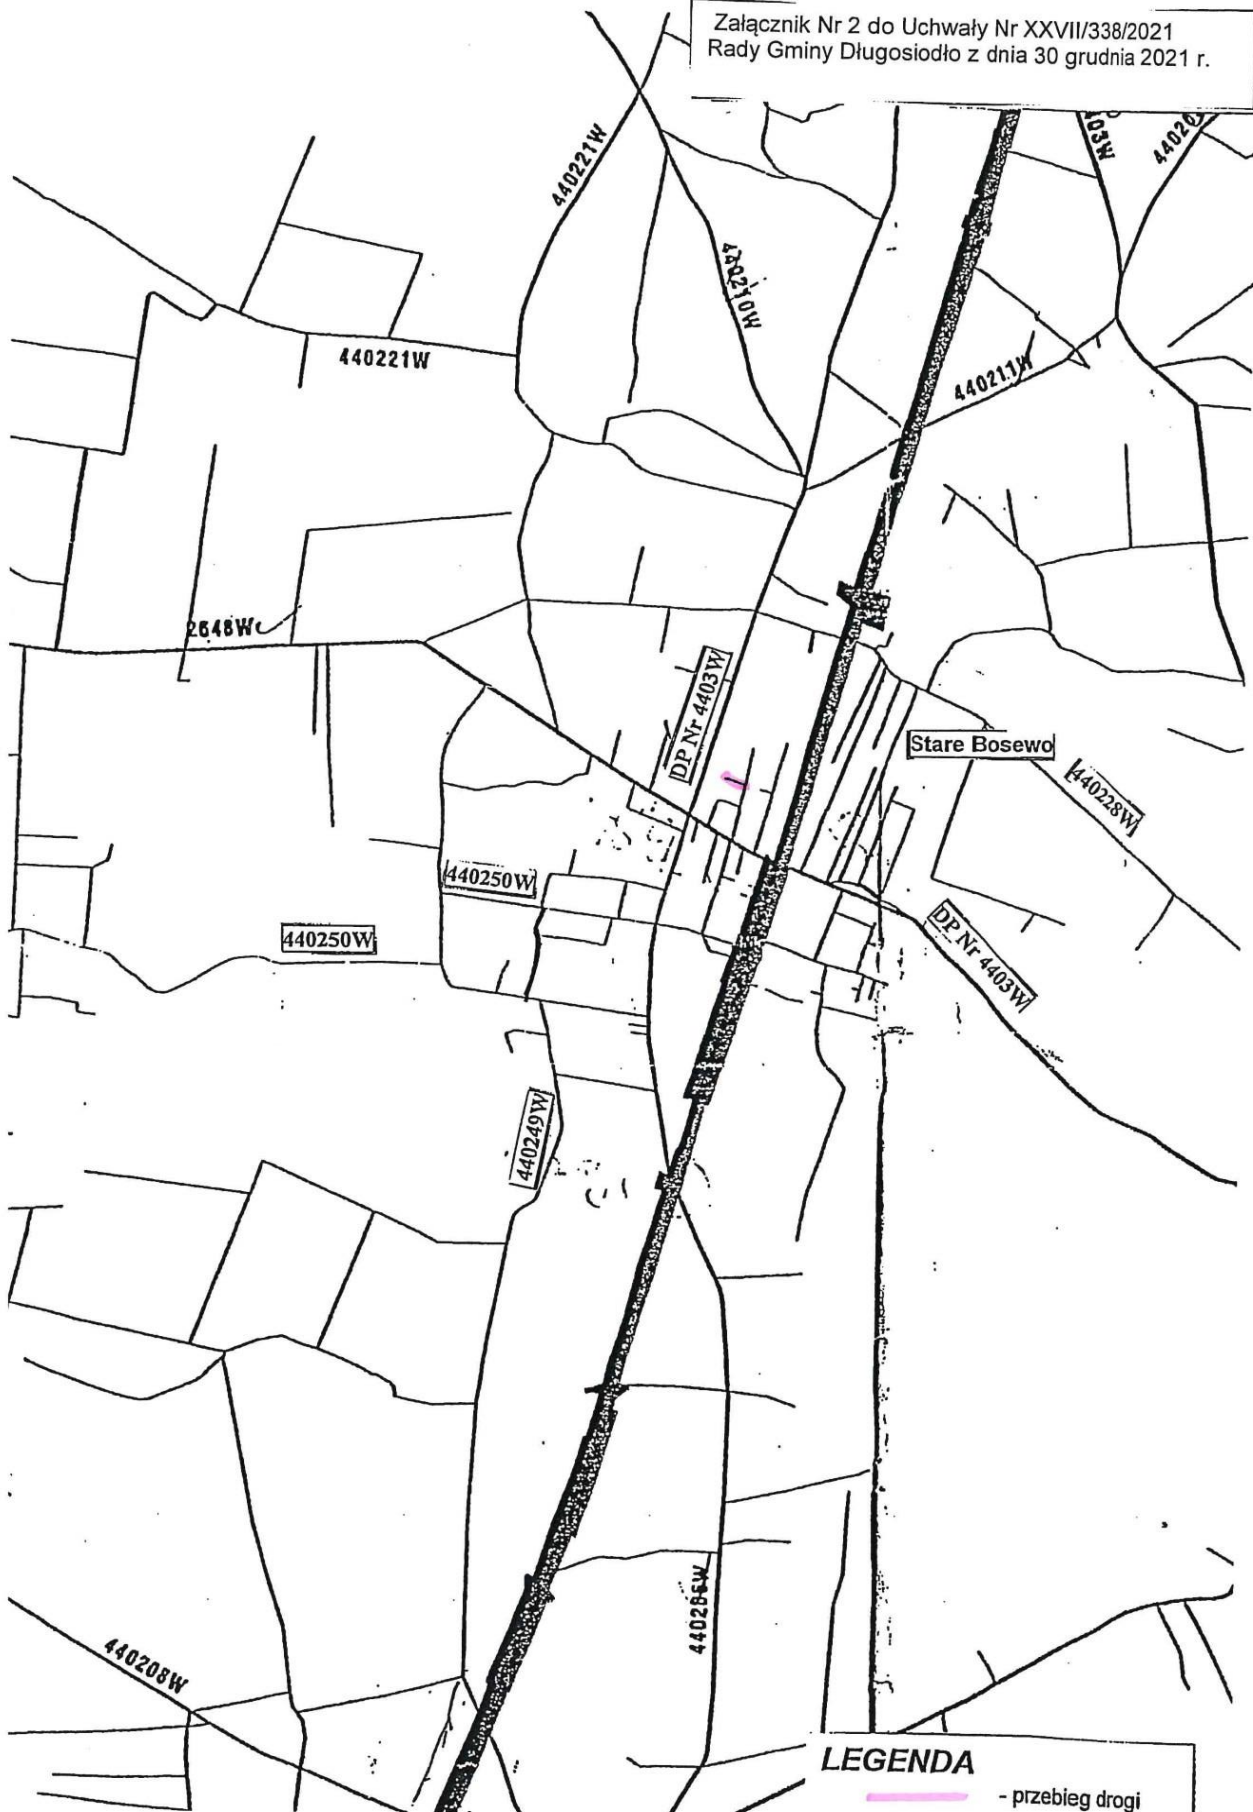 Załącznik Nr 2 do Uchwały Nr XXVII/338/2021
Rady Gminy Długosiodło z dnia 30 grudnia 2021 r.
440221W
440210W
440221W
440211W
2648W
DP Nr 4403W
Stare Bosewo
440228W
440250W
440250W
DP Nr 4403W
440249W
440208W
LEGENDA
- przebieg drogi